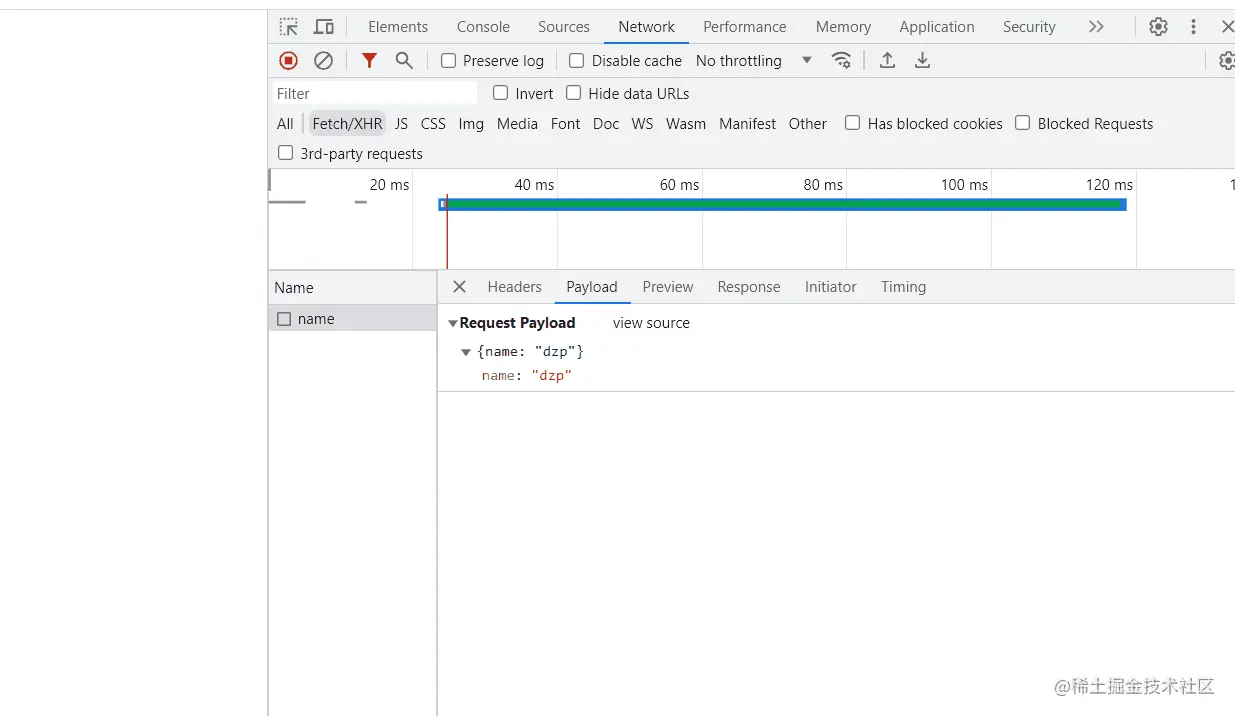 Elements Console Sources Network Performance Memory Application Security
Preserve log Disable cache No throttling
Filter Invert Hide data URLs
All Fetch/XHR JS CSS Img Media Font Doc WS Wasm Manifest Other Has blocked cookies Blocked Requests
3rd-party requests
20 ms 40 ms 60 ms 80 ms 100 ms 120 ms 1
Name Headers Payload Preview Response Initiator Timing
name
Request Payload view source
{name: "dzp"}
name: "dzp"
@稀土掘金技术社区